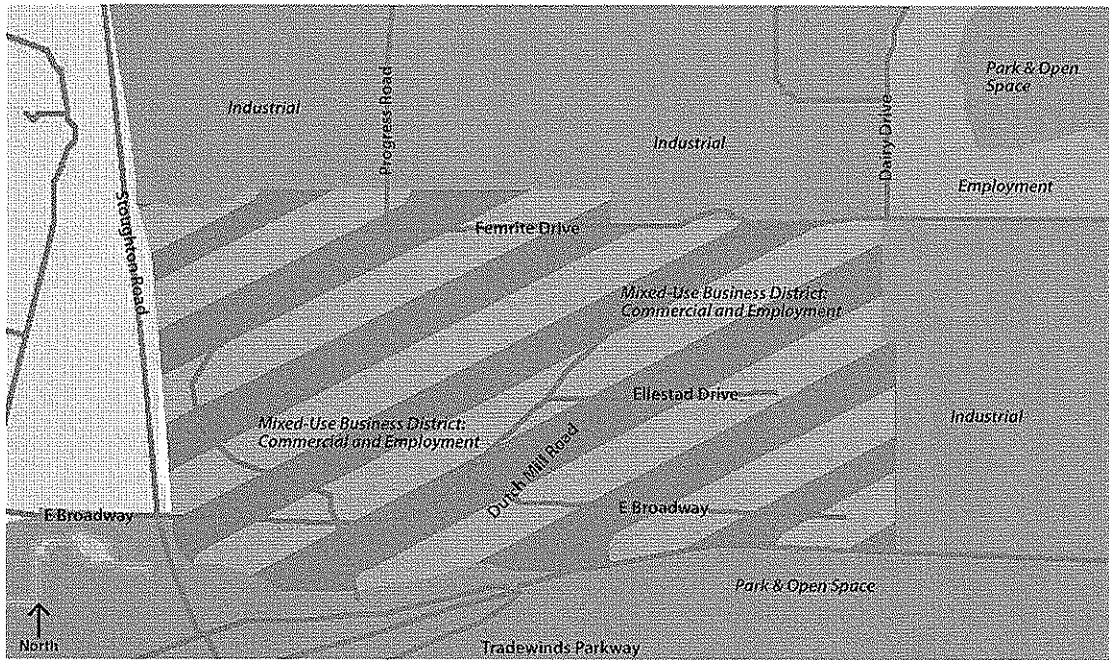 Park & Open
Space
Industrial
Progress Road
Industrial
Dairy Drive
Employment
Stoughton Road
Femrite Drive
Mixed-Use Business District:
Commercial and Employment
Ellestad Drive
Industrial
Mixed-Use Business District:
Commercial and Employment
Dutch Mill Road
E Broadway
E Broadway
Park & Open Space
North
Tradewinds Parkway